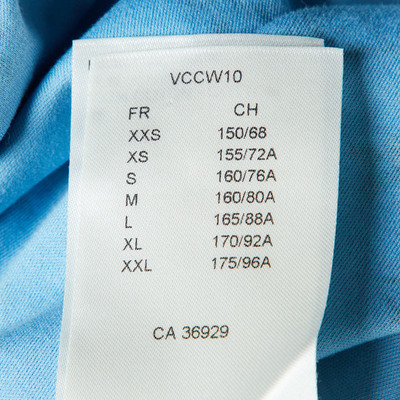 VCCW10
FR CH
XXS 150/68
XS 155/72A
S 160/76A
M 160/80A
L 165/88A
XL 170/92A
XXL 175/96A
CA 36929